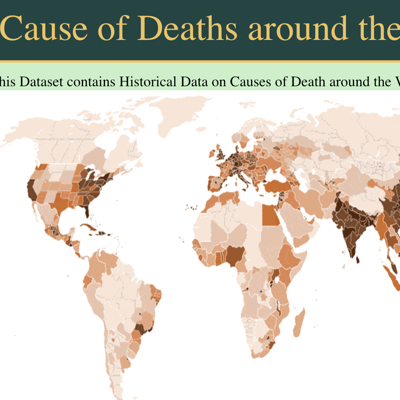 Cause of Deaths around the
his Dataset contains Historical Data on Causes of Death around the